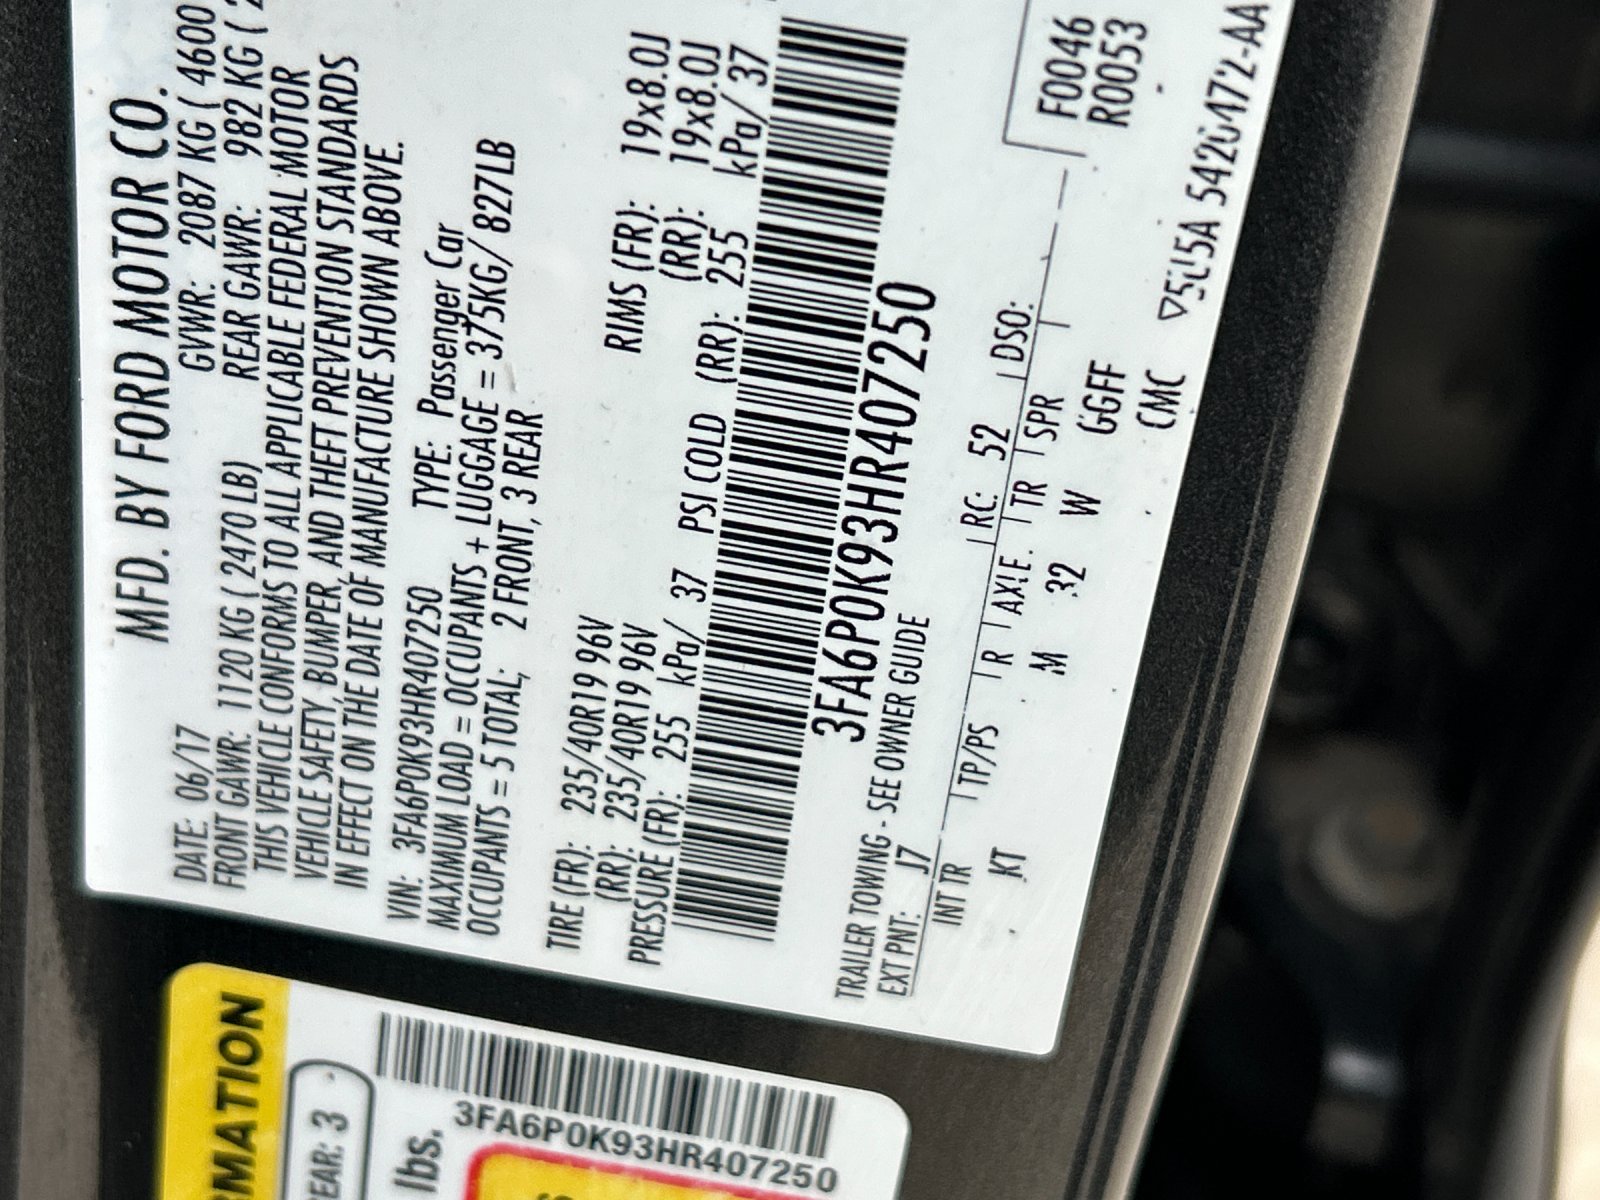 MFD. BY FORD MOTOR CO.
DATE: 06/17 GVWR: 2087 KG ( 4600
FRONT GAWR: 1120 KG ( 2470 LB) REAR GAWR: 982 KG (
THIS VEHICLE CONFORMS TO ALL APPLICABLE FEDERAL MOTOR
VEHICLE SAFETY, BUMPER, AND THEFT PREVENTION STANDARDS
IN EFFECT ON THE DATE OF MANUFACTURE SHOWN ABOVE.
VIN: 3FA6P0K93HR407250 TYPE: Passenger Car
MAXIMUM LOAD = OCCUPANTS + LUGGAGE = 375KG/ 827LB
OCCUPANTS = 5 TOTAL; 2 FRONT, 3 REAR
TIRE (FR): 235/40R19 96V RIMS (FR): 19x8.0J
(RR): 235/40R19 96V (RR): 19x8.0J
PRESSURE (FR): 255 kPa/ 37 PSI COLD (RR): 255 kPa/ 37
3FA6P0K93HR407250
F0046
R0053
TRAILER TOWING - SEE OWNER GUIDE
EXT PNT: J7 RC: 52 DSO:
INT TR TP/PS R AXLE TR SPR
KT M 32 W GGFF
CMC
RMATION
REAR: 3
lbs.
3FA6P0K93HR407250